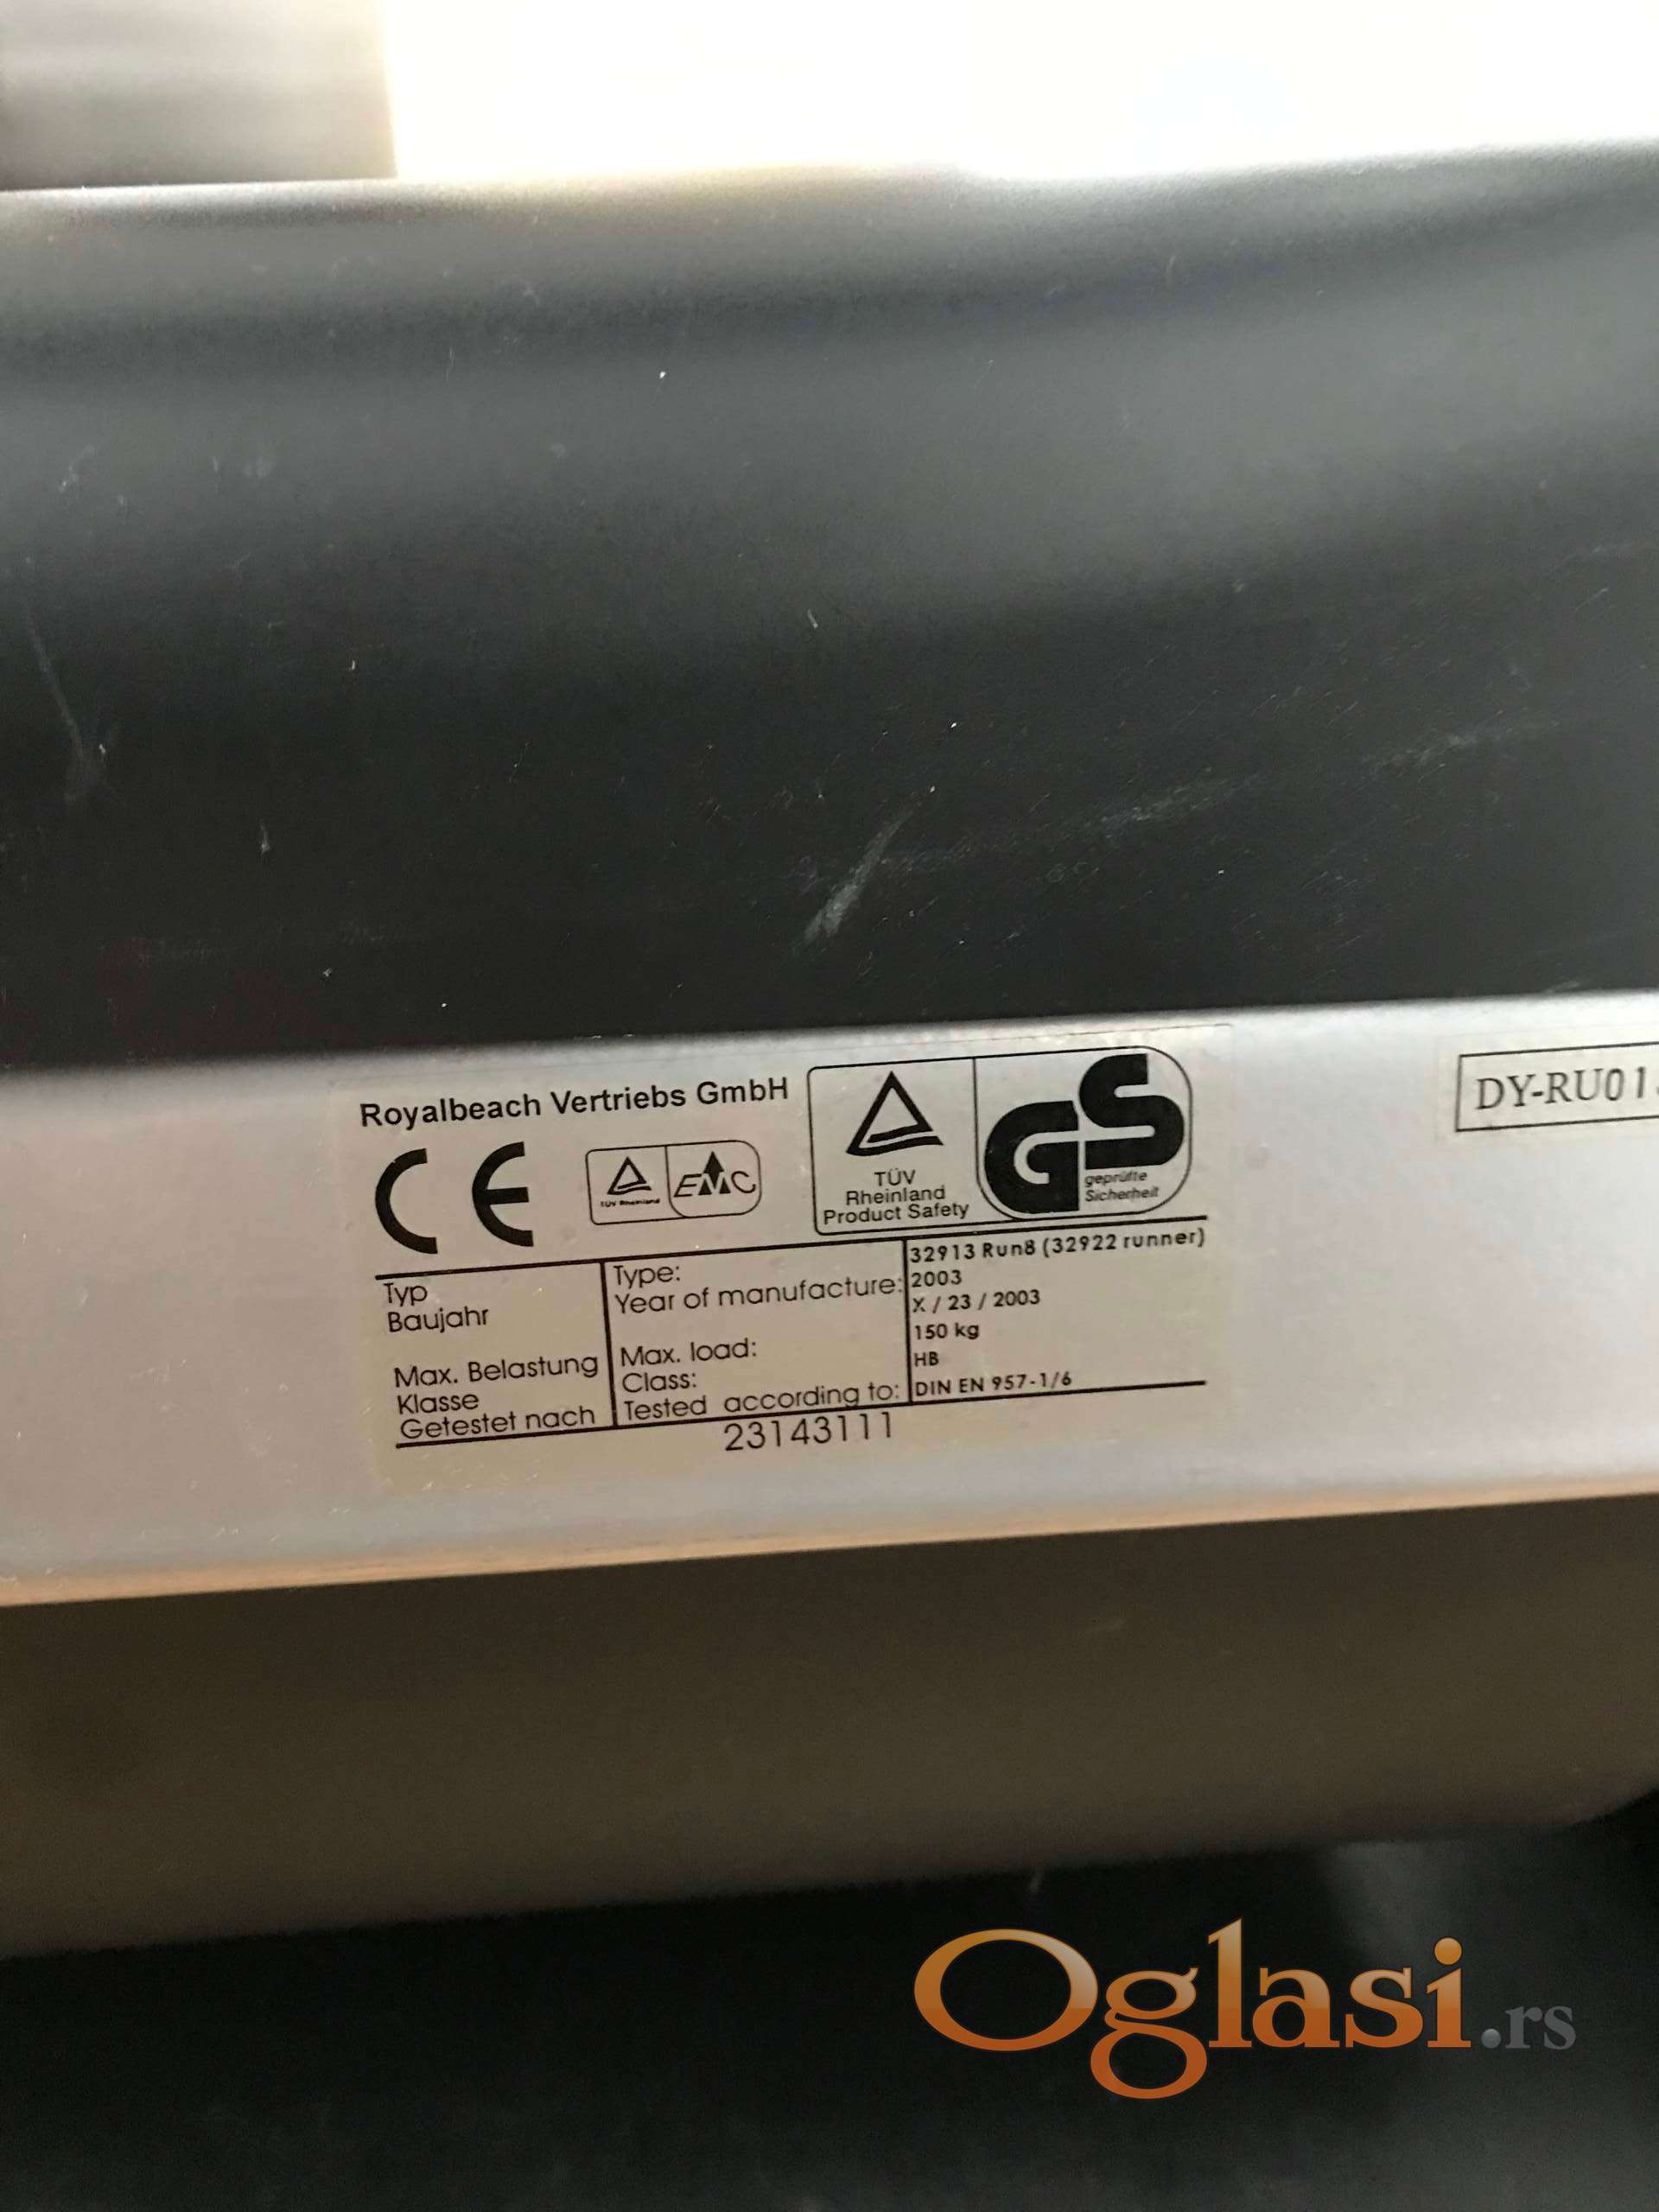 Royalbeach Vertriebs GmbH
CE
TÜV Rheinland
EMC
TÜV
Rheinland
Product Safety
GS
geprüfte
Sicherheit
DY-RU01
Typ Type: 32913 Run8 (32922 runner)
Baujahr Year of manufacture: 2003
X / 23 / 2003
Max. Belastung Max. load: 150 kg
Klasse Class: HB
Getestet nach Tested according to: DIN EN 957-1/6
23143111
Oglasi.rs